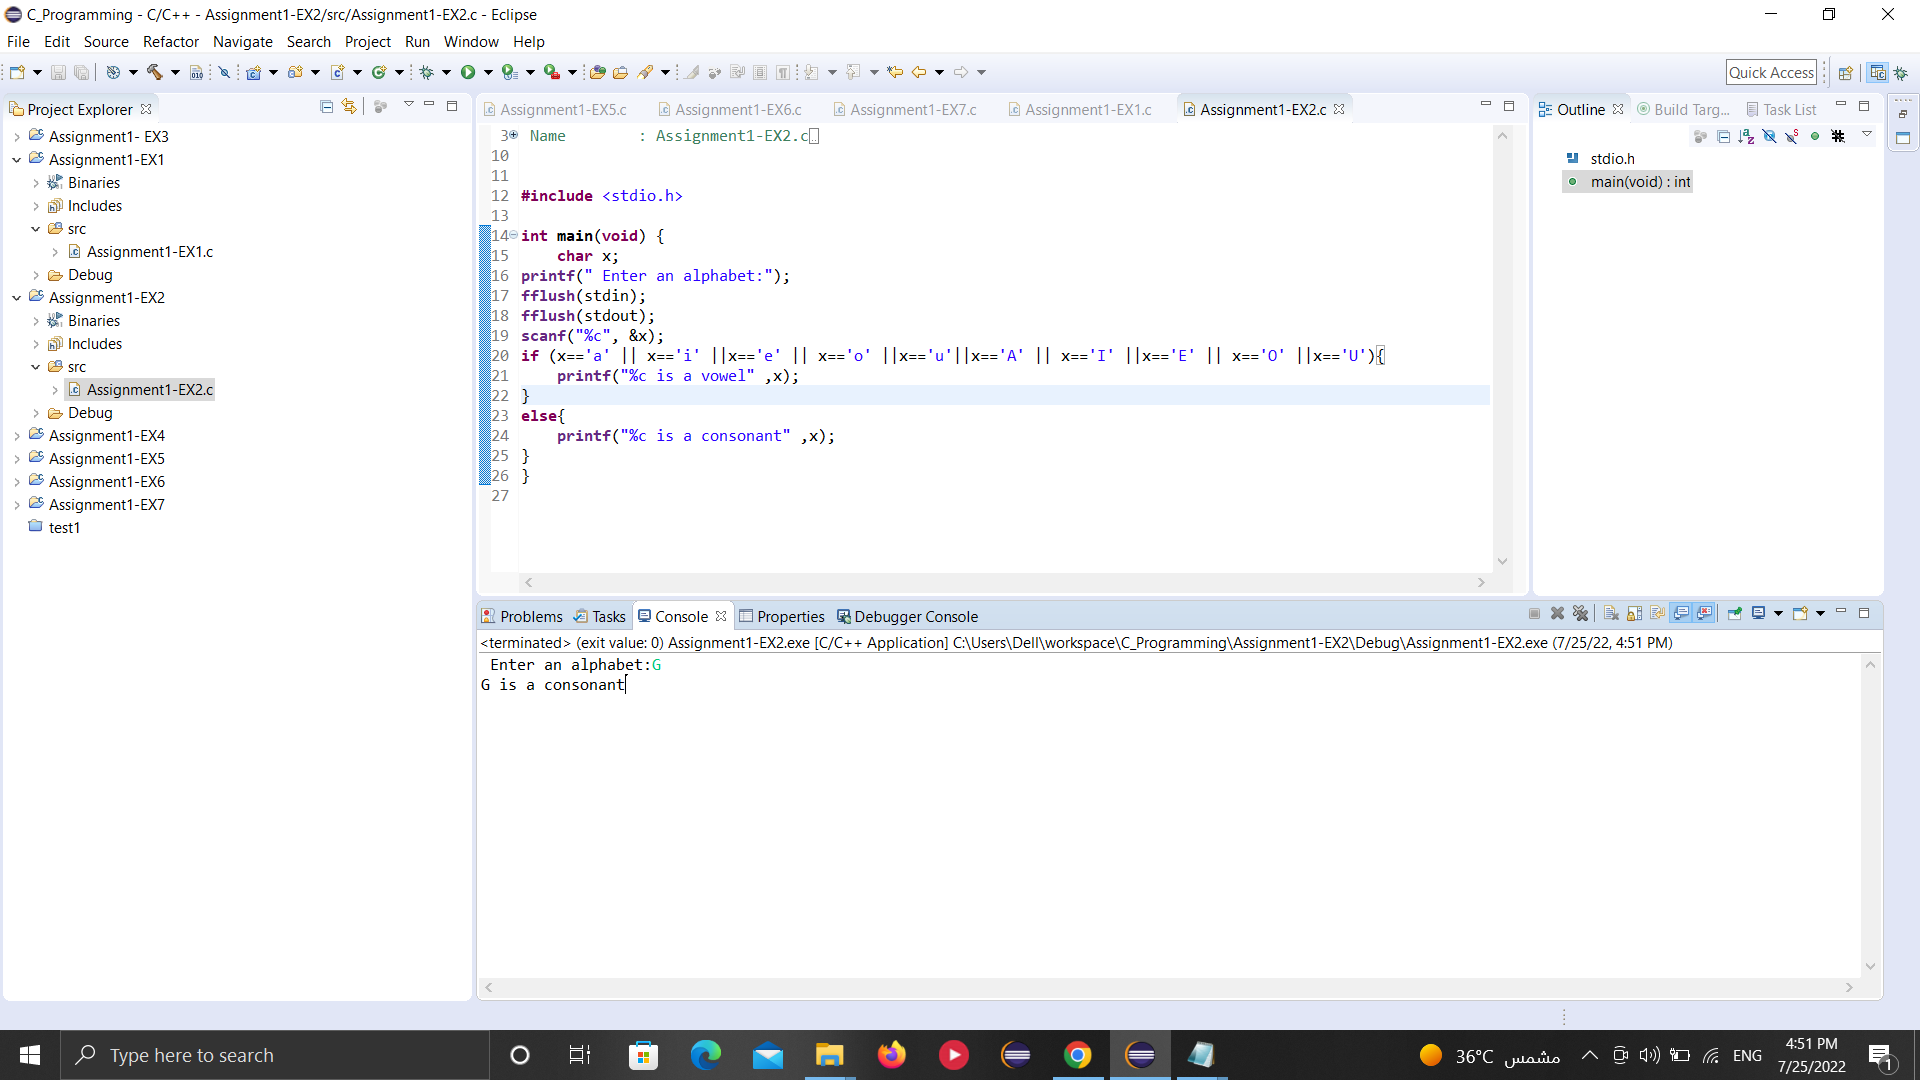 C_Programming - C/C++ - Assignment1-EX2/src/Assignment1-EX2.c - Eclipse
File Edit Source Refactor Navigate Search Project Run Window Help
Quick Access
Project Explorer
Assignment1- EX3
Assignment1-EX1
Binaries
Includes
src
Assignment1-EX1.c
Debug
Assignment1-EX2
Binaries
Includes
src
Assignment1-EX2.c
Debug
Assignment1-EX4
Assignment1-EX5
Assignment1-EX6
Assignment1-EX7
test1
Assignment1-EX5.c Assignment1-EX6.c Assignment1-EX7.c Assignment1-EX1.c Assignment1-EX2.c
3 Name : Assignment1-EX2.c
10
11
12 #include <stdio.h>
13
14 int main(void) {
15 char x;
16 printf(" Enter an alphabet:");
17 fflush(stdin);
18 fflush(stdout);
19 scanf("%c", &x);
20 if (x=='a' || x=='i' ||x=='e' || x=='o' ||x=='u'||x=='A' || x=='I' ||x=='E' || x=='O' ||x=='U'){
21 printf("%c is a vowel" ,x);
22 }
23 else{
24 printf("%c is a consonant" ,x);
25 }
26 }
27
Outline Build Targ... Task List
stdio.h
main(void) : int
Problems Tasks Console Properties Debugger Console
<terminated> (exit value: 0) Assignment1-EX2.exe [C/C++ Application] C:\Users\Dell\workspace\C_Programming\Assignment1-EX2\Debug\Assignment1-EX2.exe (7/25/22, 4:51 PM)
Enter an alphabet:G
G is a consonant
Type here to search
36°C مشمس
ENG
4:51 PM
7/25/2022
1